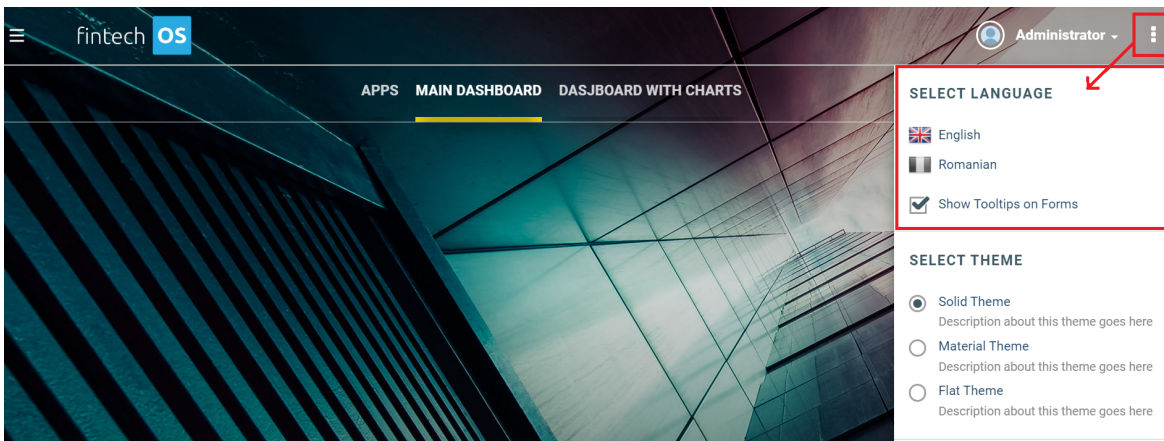 fintech OS
Administrator
APPS MAIN DASHBOARD DASJBOARD WITH CHARTS
SELECT LANGUAGE
English
Romanian
Show Tooltips on Forms
SELECT THEME
Solid Theme
Description about this theme goes here
Material Theme
Description about this theme goes here
Flat Theme
Description about this theme goes here